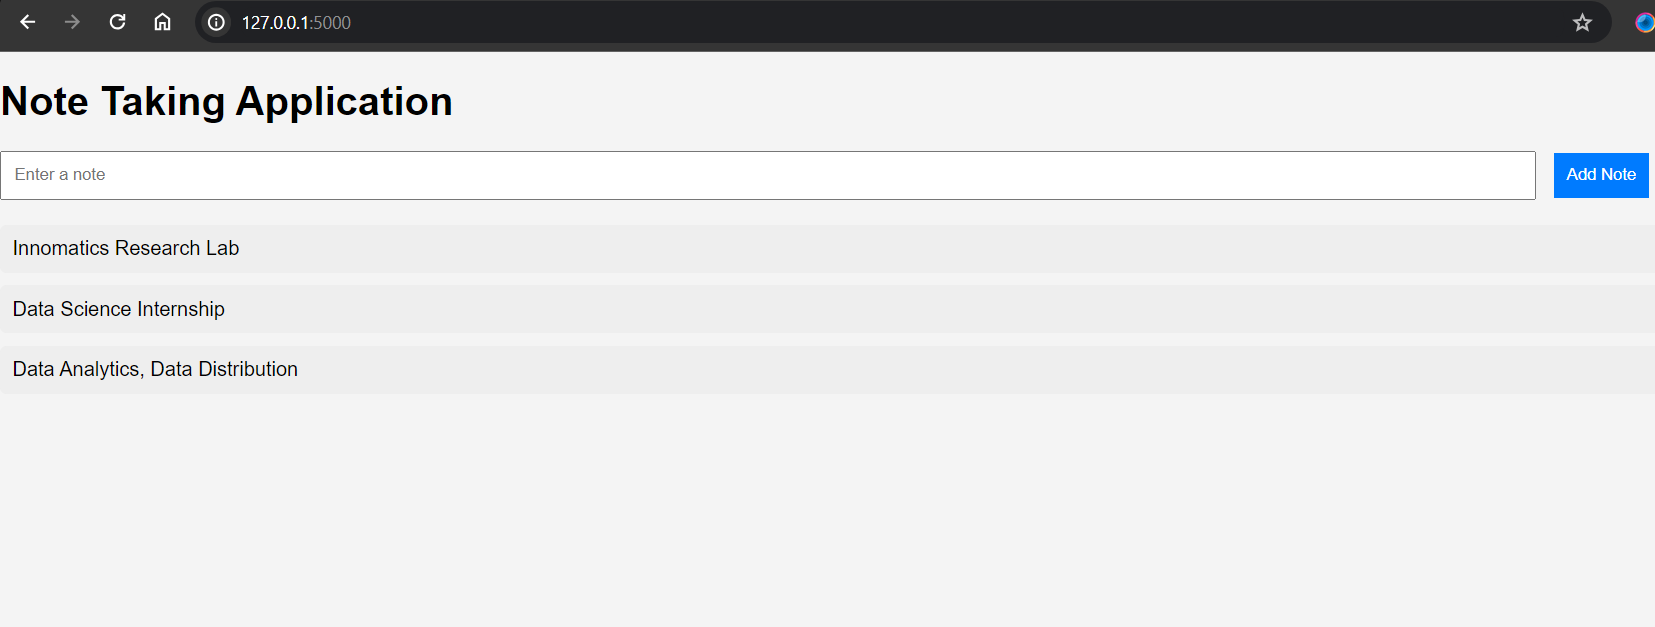 127.0.0.1:5000
Note Taking Application
Enter a note
Add Note
Innomatics Research Lab
Data Science Internship
Data Analytics, Data Distribution